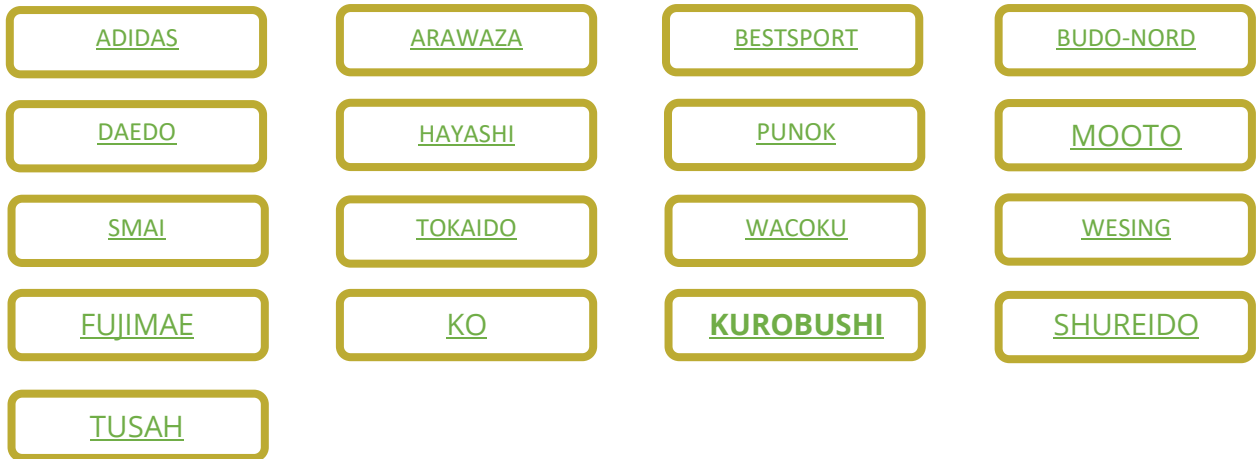 ADIDAS
ARAWAZA
BESTSPORT
BUDO-NORD
DAEDO
HAYASHI
PUNOK
MOOTO
SMAI
TOKAIDO
WACOKU
WESING
FUJIMAE
KO
KUROBUSHI
SHUREIDO
TUSAH